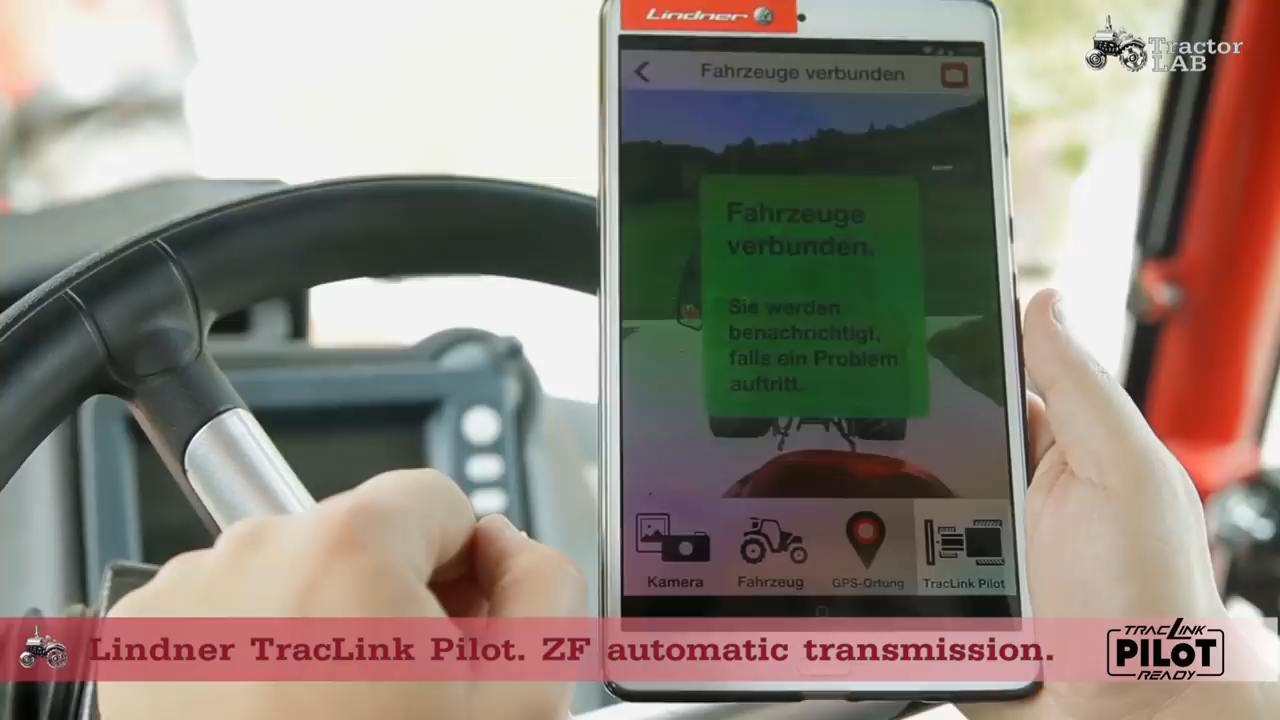 Lindner
Tractor
LAB
Fahrzeuge verbunden
Fahrzeuge
verbunden.
Sie werden
benachrichtigt,
falls ein Problem
auftritt.
Kamera
Fahrzeug
GPS-Ortung
TracLink Pilot
Lindner TracLink Pilot. ZF automatic transmission.
TRACLINK
PILOT
READY